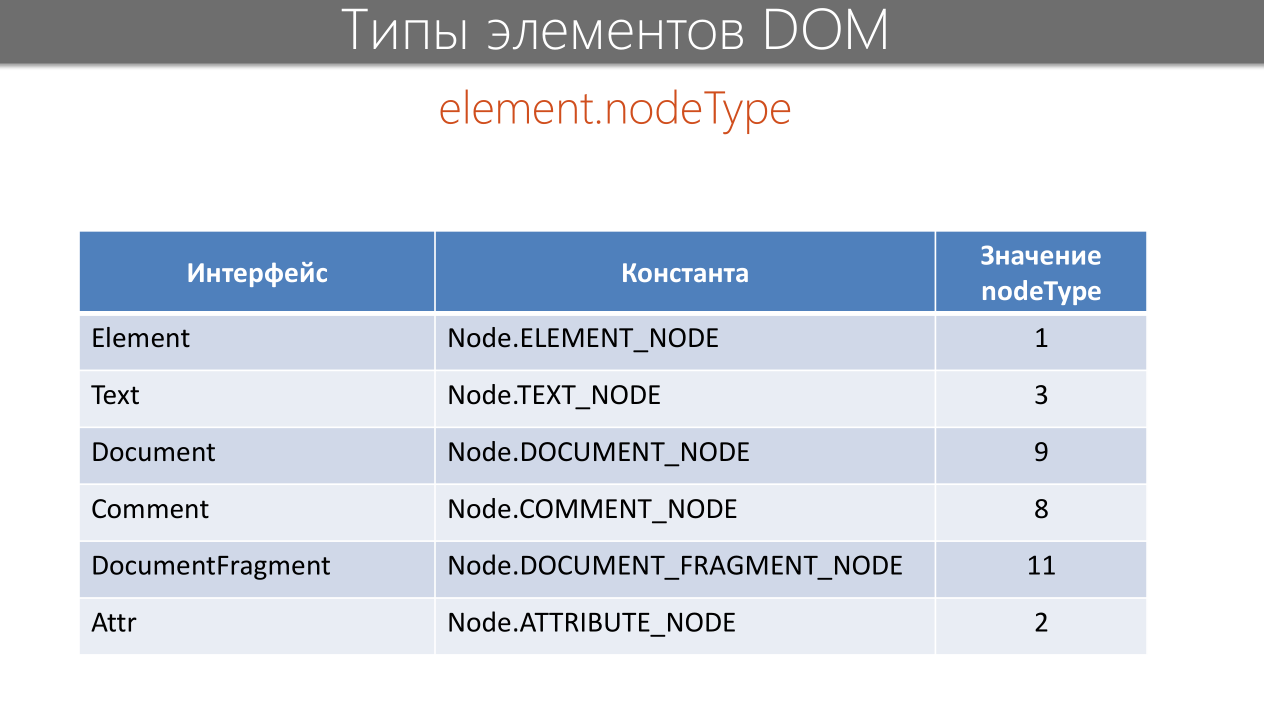 Типы элементов DOM
element.nodeType
Интерфейс Константа Значение
nodeType
Element Node.ELEMENT_NODE 1
Text Node.TEXT_NODE 3
Document Node.DOCUMENT_NODE 9
Comment Node.COMMENT_NODE 8
DocumentFragment Node.DOCUMENT_FRAGMENT_NODE 11
Attr Node.ATTRIBUTE_NODE 2